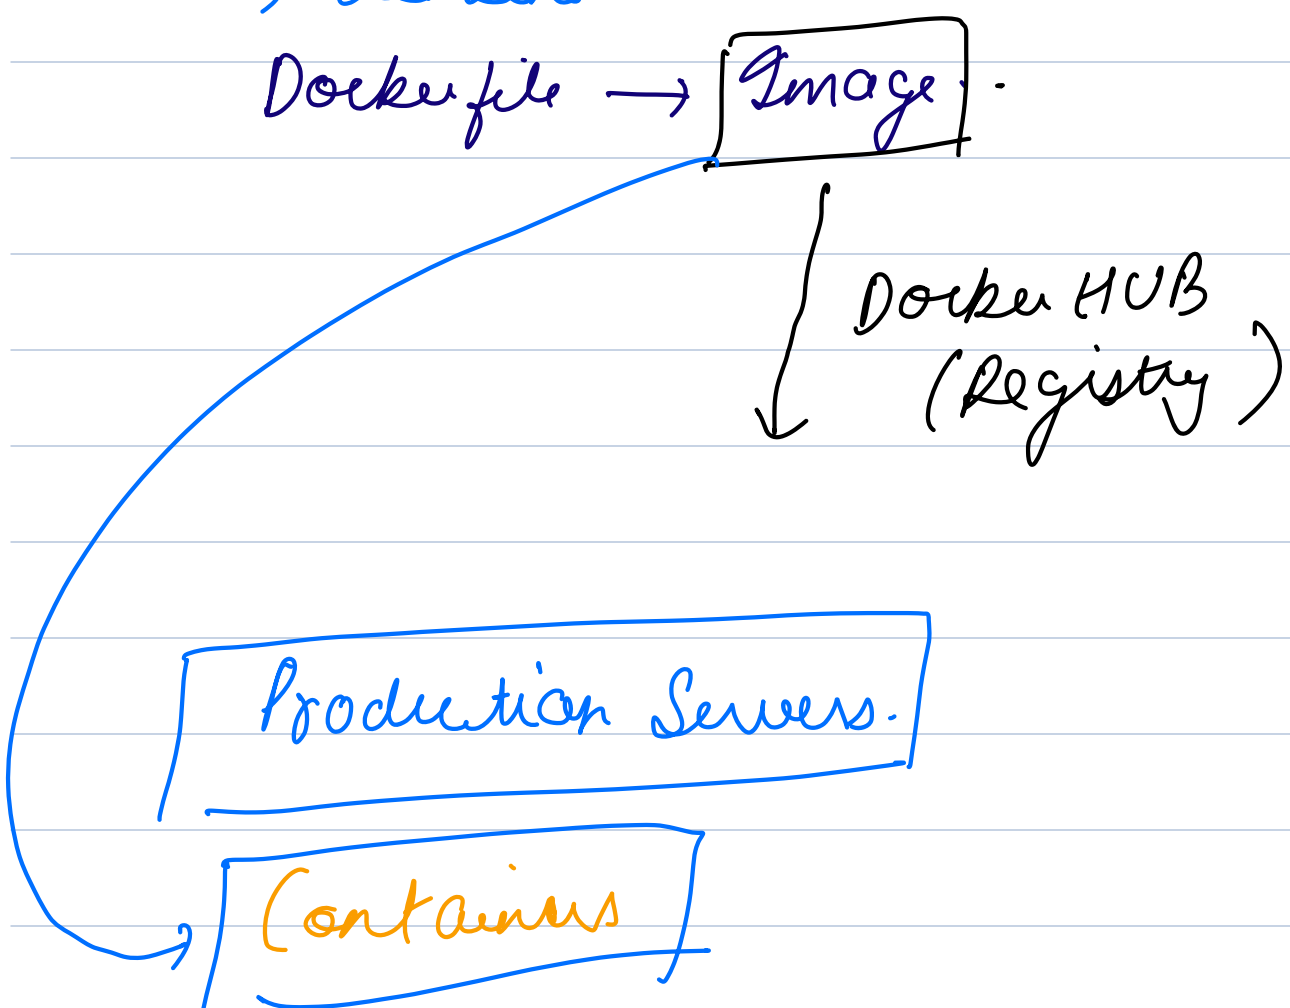 Dockerfile → Image .
Docker HUB
(Registry)
Production Servers.
Containers